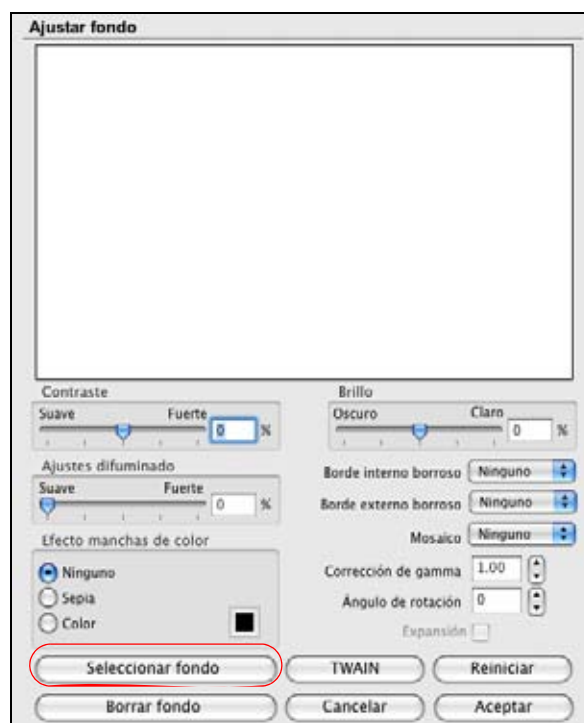 Ajustar fondo
Contraste
Suave Fuerte
0 %
Brillo
Oscuro Claro
0 %
Ajustes difuminado
Suave Fuerte
0 %
Borde interno borroso Ninguno
Borde externo borroso Ninguno
Mosaico Ninguno
Efecto manchas de color
Ninguno
Sepia
Color
Corrección de gamma 1.00
Ángulo de rotación 0
Expansión
Seleccionar fondo TWAIN Reiniciar
Borrar fondo Cancelar Aceptar